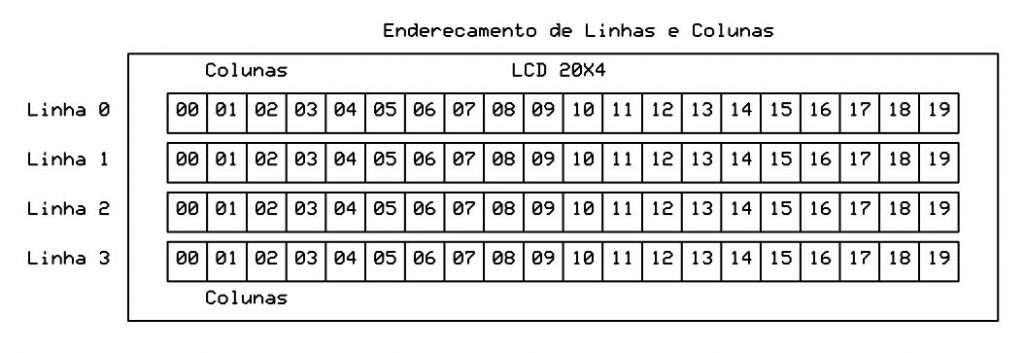 Enderecamento de Linhas e Colunas
Colunas LCD 20X4
Linha 0 00 01 02 03 04 05 06 07 08 09 10 11 12 13 14 15 16 17 18 19
Linha 1 00 01 02 03 04 05 06 07 08 09 10 11 12 13 14 15 16 17 18 19
Linha 2 00 01 02 03 04 05 06 07 08 09 10 11 12 13 14 15 16 17 18 19
Linha 3 00 01 02 03 04 05 06 07 08 09 10 11 12 13 14 15 16 17 18 19
Colunas